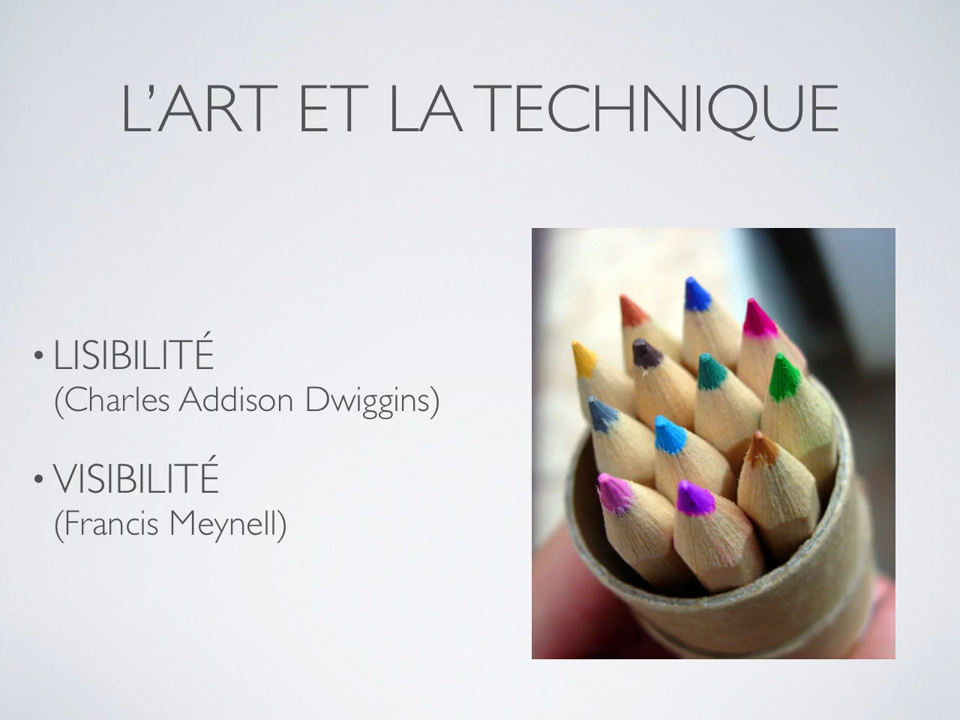 L’ART ET LA TECHNIQUE
• LISIBILITÉ
(Charles Addison Dwiggins)
• VISIBILITÉ
(Francis Meynell)